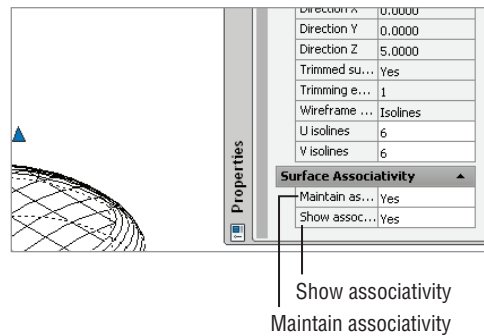 Direction X 0.0000
Direction Y 0.0000
Direction Z 5.0000
Trimmed su... Yes
Trimming e... 1
Wireframe ... Isolines
U isolines 6
V isolines 6
Surface Associativity
Maintain as... Yes
Show assoc... Yes
Properties
Show associativity
Maintain associativity